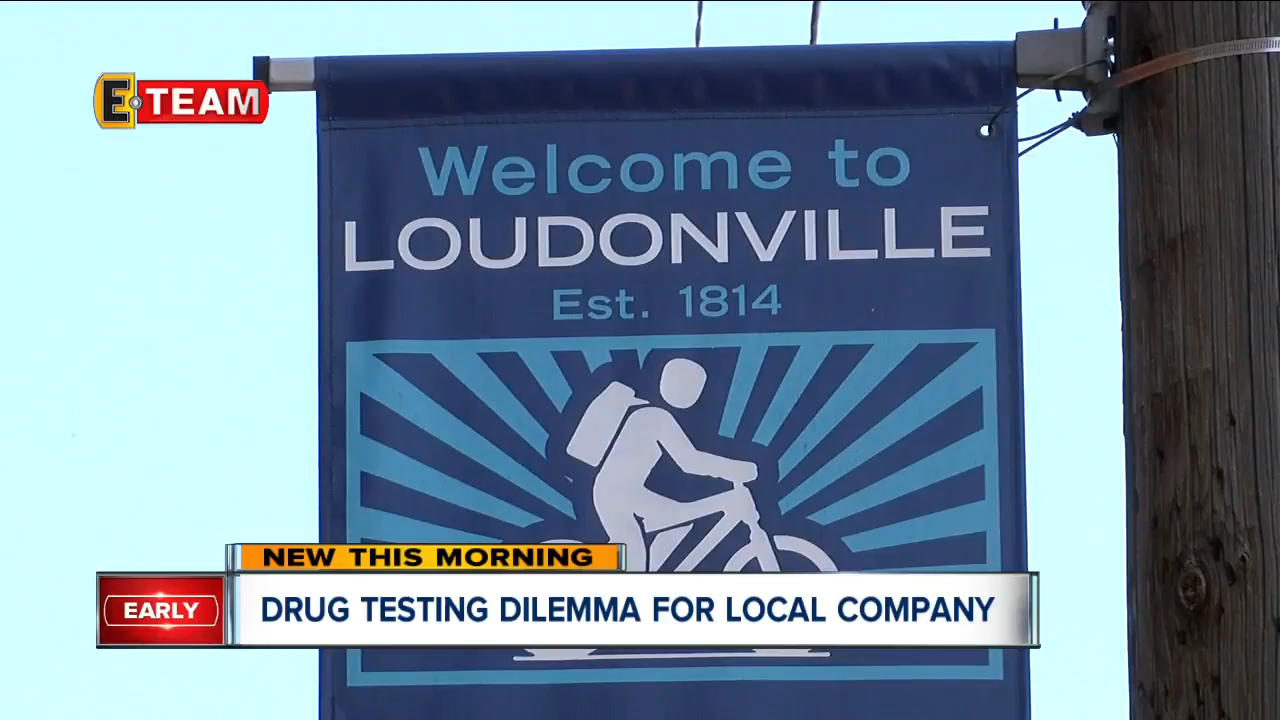 E TEAM
Welcome to
LOUDONVILLE
Est. 1814
NEW THIS MORNING
EARLY
DRUG TESTING DILEMMA FOR LOCAL COMPANY